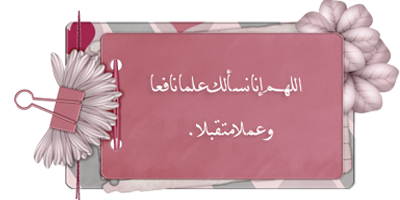 اللهم إنا نسألك علما نافعا
وعملا متقبلا .